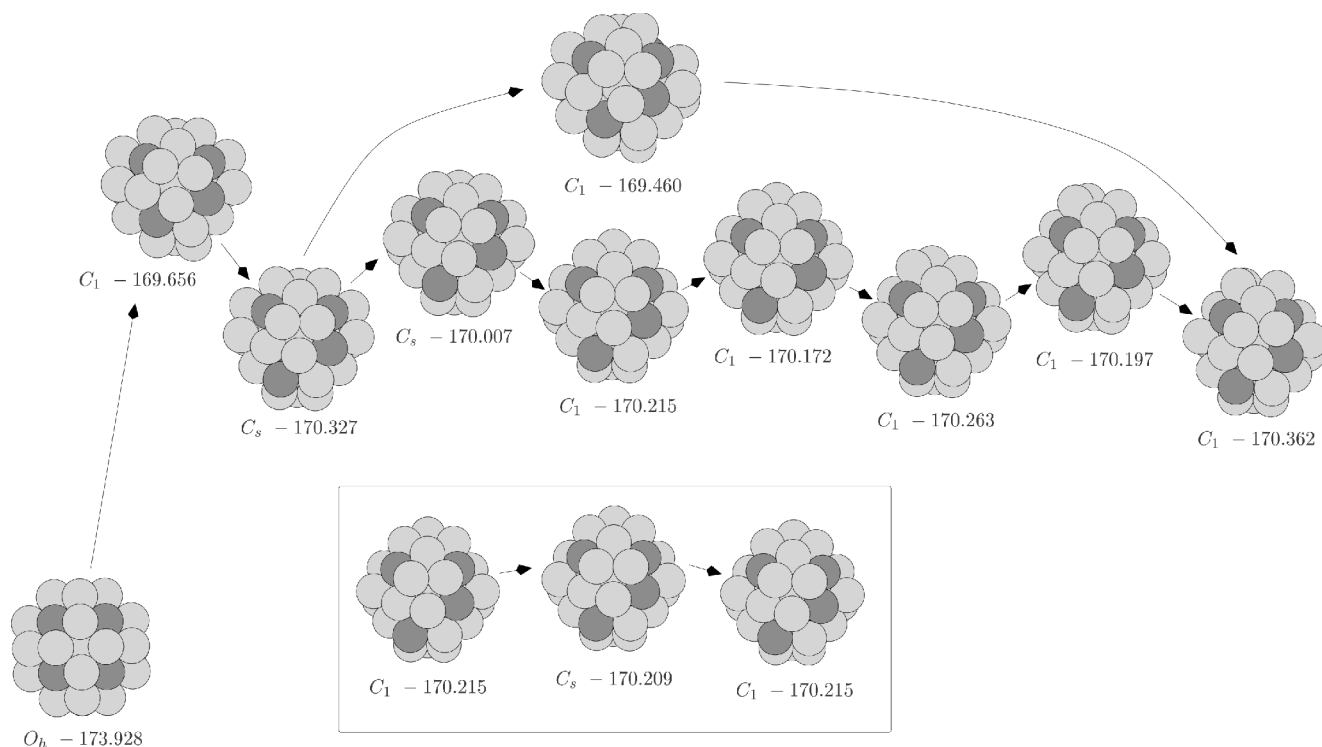 C₁ − 169.460
C₁ − 169.656
Cₛ − 170.007
C₁ − 170.172
C₁ − 170.197
Cₛ − 170.327
C₁ − 170.215
C₁ − 170.263
C₁ − 170.362
C₁ − 170.215
Cₛ − 170.209
C₁ − 170.215
Oₕ − 173.928